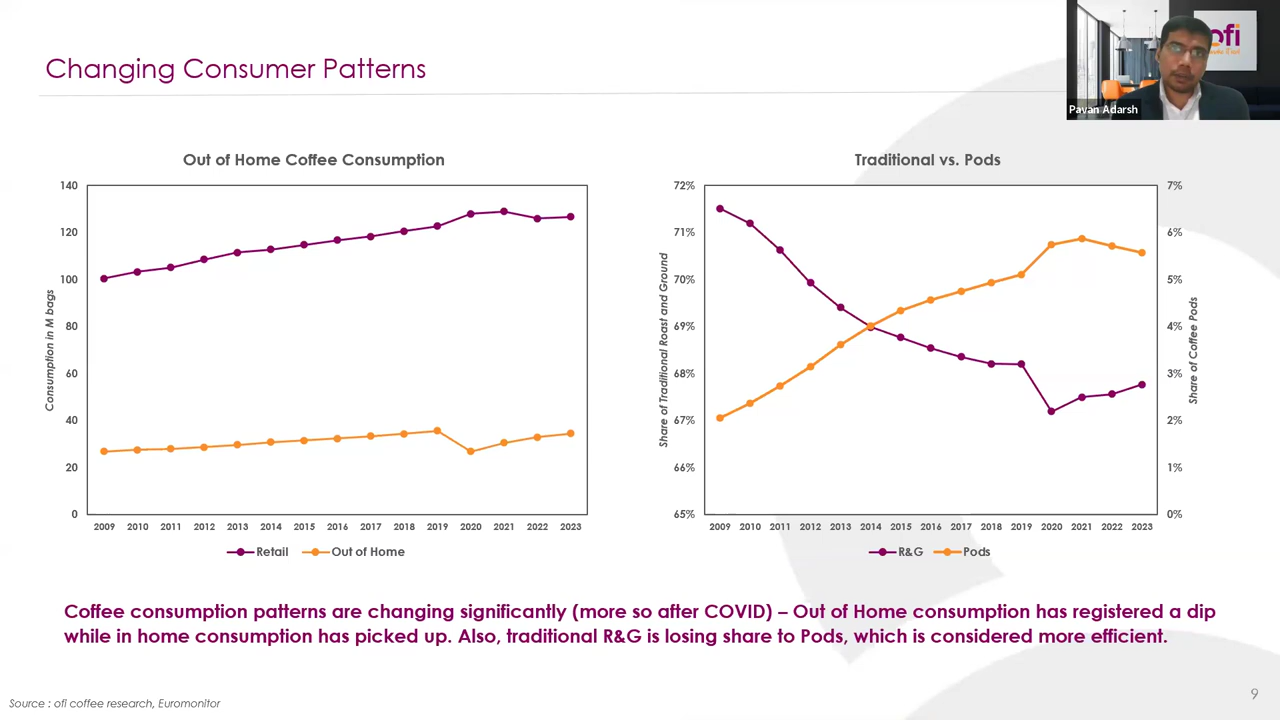 Changing Consumer Patterns
ofi
Pavan Adarsh
Out of Home Coffee Consumption
140
120
100
80
60
40
20
0
Consumption in M bags
2009 2010 2011 2012 2013 2014 2015 2016 2017 2018 2019 2020 2021 2022 2023
Retail Out of Home
Traditional vs. Pods
72%
71%
70%
69%
68%
67%
66%
65%
Share of Traditional Roast and Ground
7%
6%
5%
4%
3%
2%
1%
0%
Share of Coffee Pods
2009 2010 2011 2012 2013 2014 2015 2016 2017 2018 2019 2020 2021 2022 2023
R&G Pods
Coffee consumption patterns are changing significantly (more so after COVID) – Out of Home consumption has registered a dip
while in home consumption has picked up. Also, traditional R&G is losing share to Pods, which is considered more efficient.
Source : ofi coffee research, Euromonitor
9